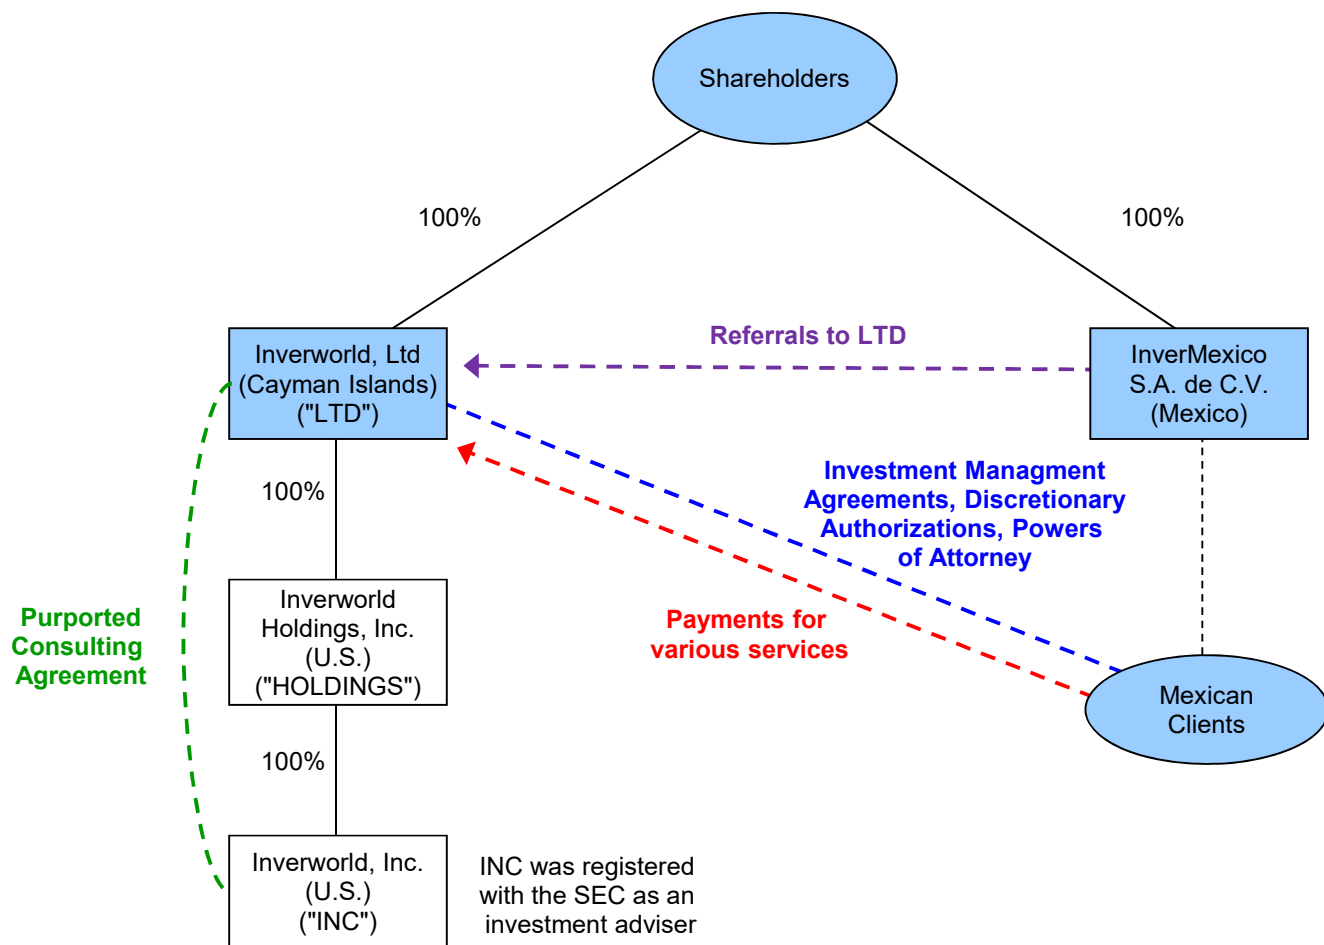 Shareholders
100%
100%
Referrals to LTD
Inverworld, Ltd
(Cayman Islands)
("LTD")
InverMexico
S.A. de C.V.
(Mexico)
100%
Investment Managment
Agreements, Discretionary
Authorizations, Powers
of Attorney
Purported
Consulting
Agreement
Inverworld
Holdings, Inc.
(U.S.)
("HOLDINGS")
Payments for
various services
Mexican
Clients
100%
Inverworld, Inc.
(U.S.)
("INC")
INC was registered
with the SEC as an
investment adviser